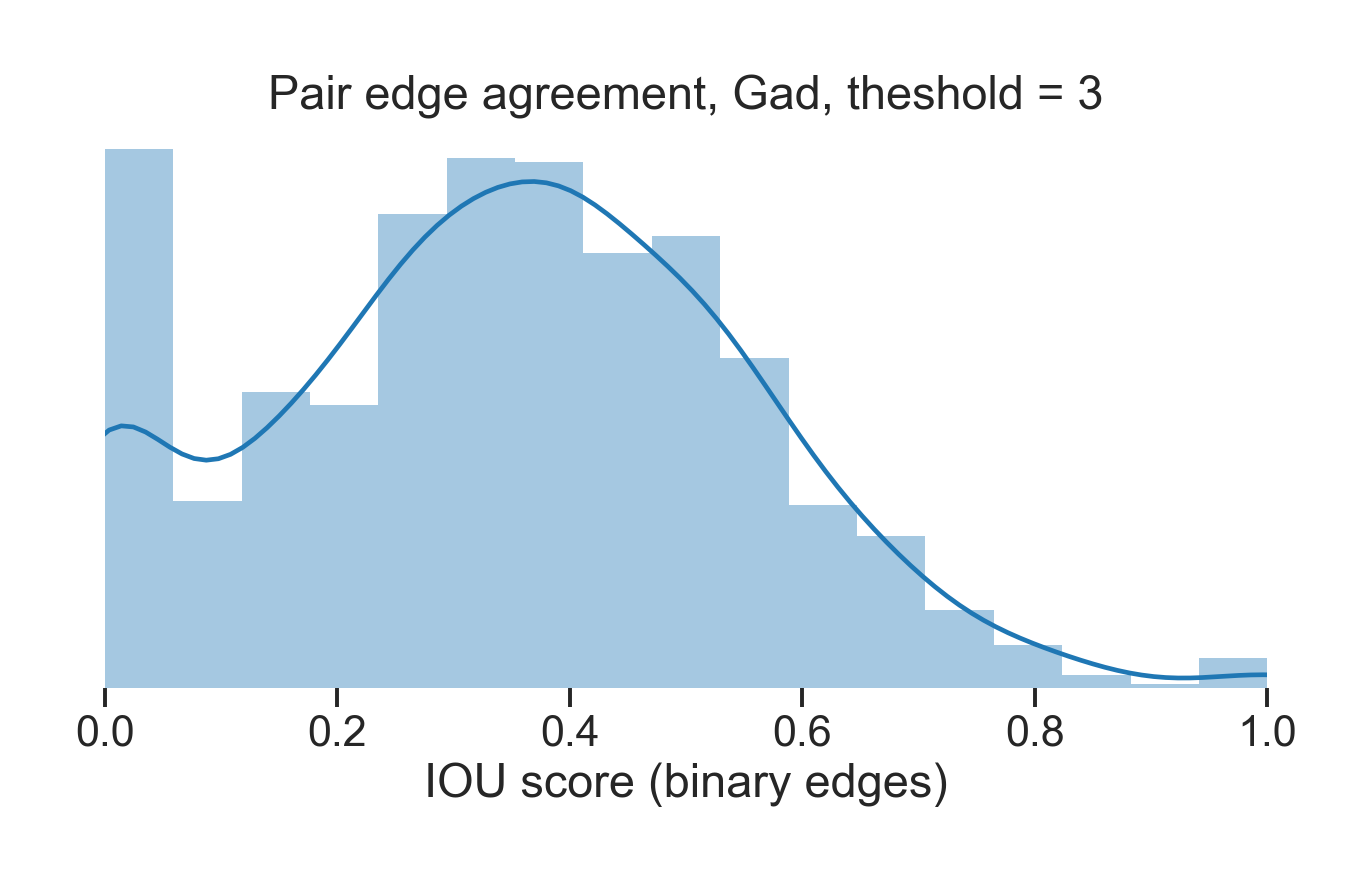 Pair edge agreement, Gad, theshold = 3
0.0 0.2 0.4 0.6 0.8 1.0
IOU score (binary edges)